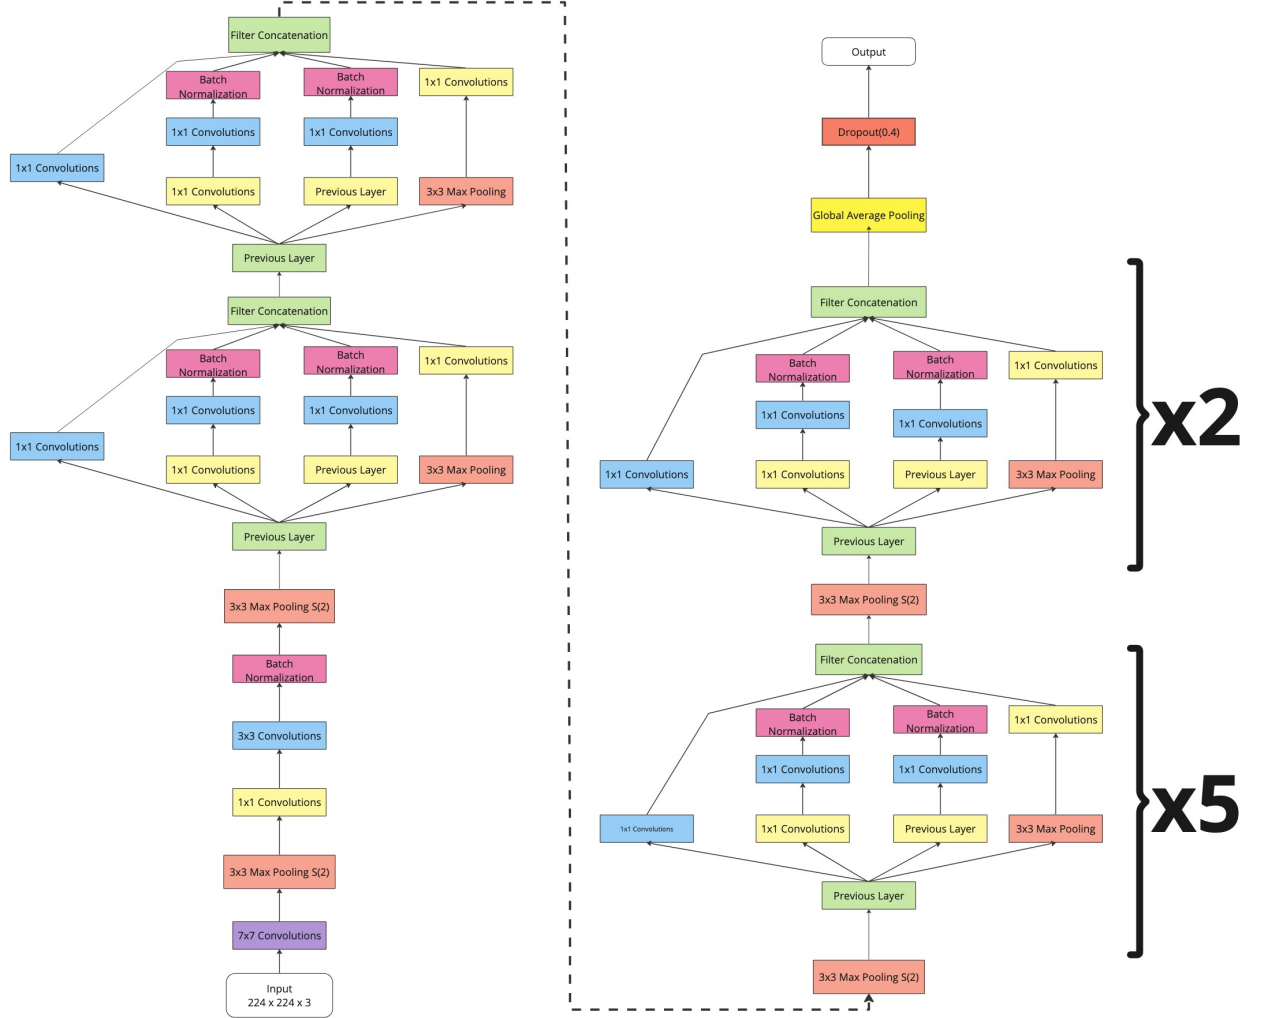 Filter Concatenation
Batch
Normalization
Batch
Normalization
1x1 Convolutions
1x1 Convolutions
1x1 Convolutions
1x1 Convolutions
1x1 Convolutions
Previous Layer
3x3 Max Pooling
Previous Layer
Filter Concatenation
Batch
Normalization
Batch
Normalization
1x1 Convolutions
1x1 Convolutions
1x1 Convolutions
1x1 Convolutions
1x1 Convolutions
Previous Layer
3x3 Max Pooling
Previous Layer
3x3 Max Pooling S(2)
Batch
Normalization
3x3 Convolutions
1x1 Convolutions
3x3 Max Pooling S(2)
7x7 Convolutions
Input
224 x 224 x 3
Output
Dropout(0.4)
Global Average Pooling
Filter Concatenation
Batch
Normalization
Batch
Normalization
1x1 Convolutions
1x1 Convolutions
1x1 Convolutions
1x1 Convolutions
1x1 Convolutions
Previous Layer
3x3 Max Pooling
Previous Layer
x2
3x3 Max Pooling S(2)
Filter Concatenation
Batch
Normalization
Batch
Normalization
1x1 Convolutions
1x1 Convolutions
1x1 Convolutions
1x1 Convolutions
1x1 Convolutions
Previous Layer
3x3 Max Pooling
Previous Layer
x5
3x3 Max Pooling S(2)